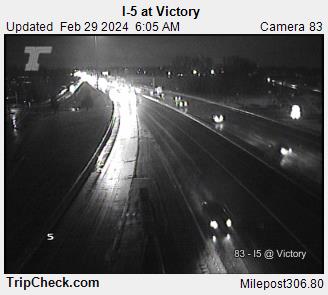 I-5 at Victory
Updated  Feb 29 2024  6:05 AM
Camera 83
T
S
83 - I5 @ Victory
TripCheck.com
Milepost306.80